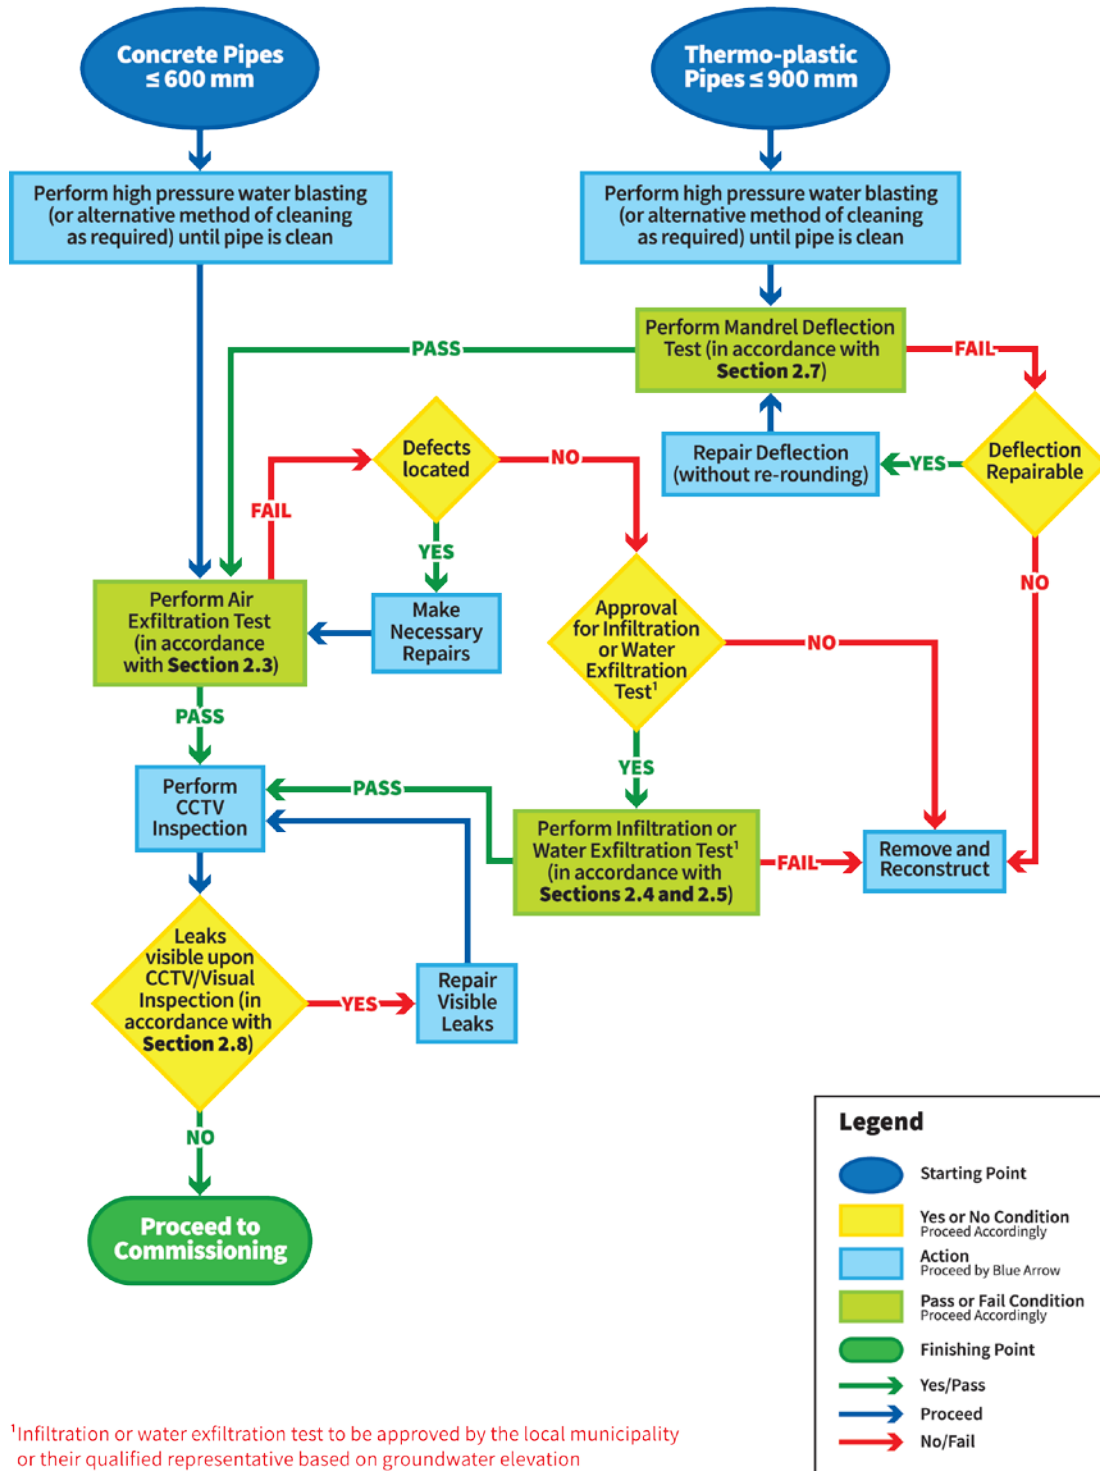 Concrete Pipes
≤ 600 mm
Thermo-plastic
Pipes ≤ 900 mm
Perform high pressure water blasting
(or alternative method of cleaning
as required) until pipe is clean
Perform high pressure water blasting
(or alternative method of cleaning
as required) until pipe is clean
Perform Mandrel Deflection
Test (in accordance with
Section 2.7)
PASS
FAIL
Defects
located
NO
FAIL
YES
Repair Deflection
(without re-rounding)
YES
Deflection
Repairable
NO
Perform Air
Exfiltration Test
(in accordance
with Section 2.3)
Make
Necessary
Repairs
Approval
for Infiltration
or Water
Exfiltration
Test¹
NO
PASS
YES
Perform
CCTV
Inspection
PASS
Perform Infiltration or
Water Exfiltration Test¹
(in accordance with
Sections 2.4 and 2.5)
FAIL
Remove and
Reconstruct
Leaks
visible upon
CCTV/Visual
Inspection (in
accordance with
Section 2.8)
YES
Repair
Visible
Leaks
NO
Proceed to
Commissioning
Legend
Starting Point
Yes or No Condition
Proceed Accordingly
Action
Proceed by Blue Arrow
Pass or Fail Condition
Proceed Accordingly
Finishing Point
Yes/Pass
Proceed
No/Fail
¹Infiltration or water exfiltration test to be approved by the local municipality
or their qualified representative based on groundwater elevation